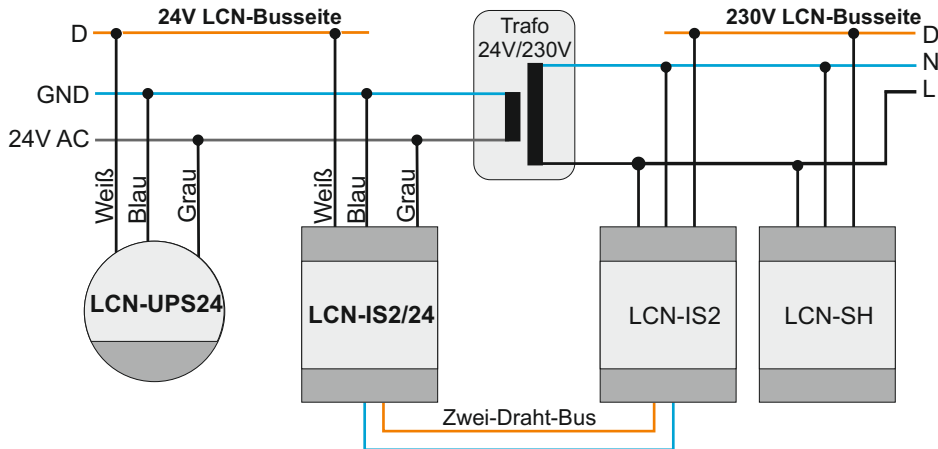 24V LCN-Busseite
230V LCN-Busseite
Trafo
24V/230V
D
D
N
GND
L
24V AC
Weiß
Blau
Grau
Weiß
Blau
Grau
LCN-UPS24
LCN-IS2/24
LCN-IS2
LCN-SH
Zwei-Draht-Bus